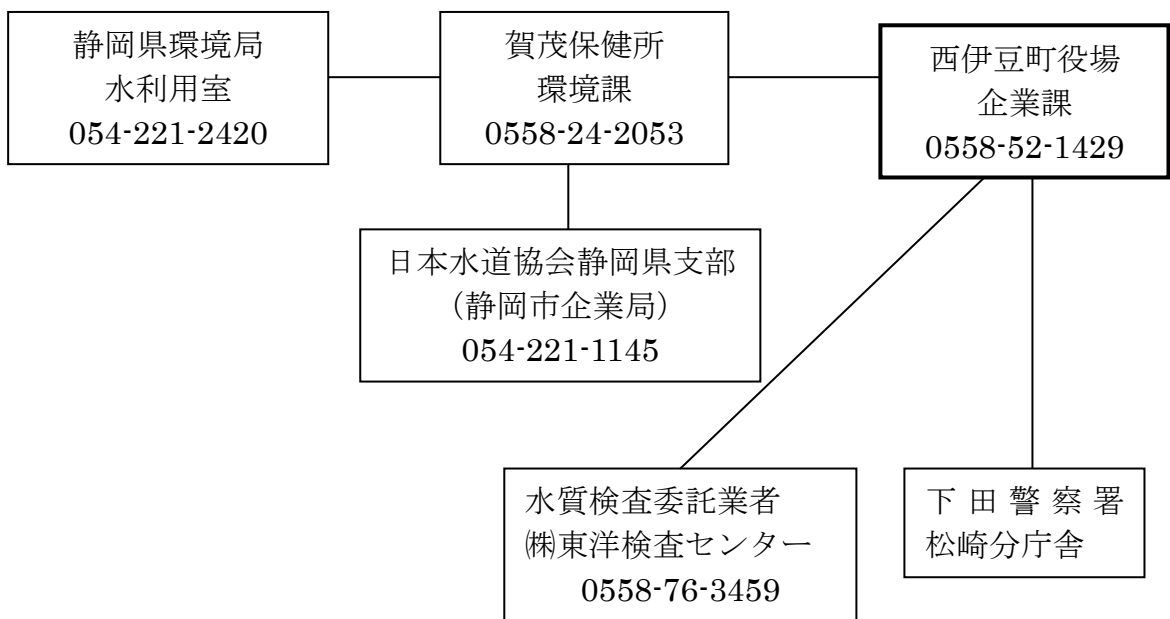 静岡県環境局
水利用室
054-221-2420
賀茂保健所
環境課
0558-24-2053
西伊豆町役場
企業課
0558-52-1429
日本水道協会静岡県支部
(静岡市企業局)
054-221-1145
水質検査委託業者
㈱東洋検査センター
0558-76-3459
下田警察署
松崎分庁舎